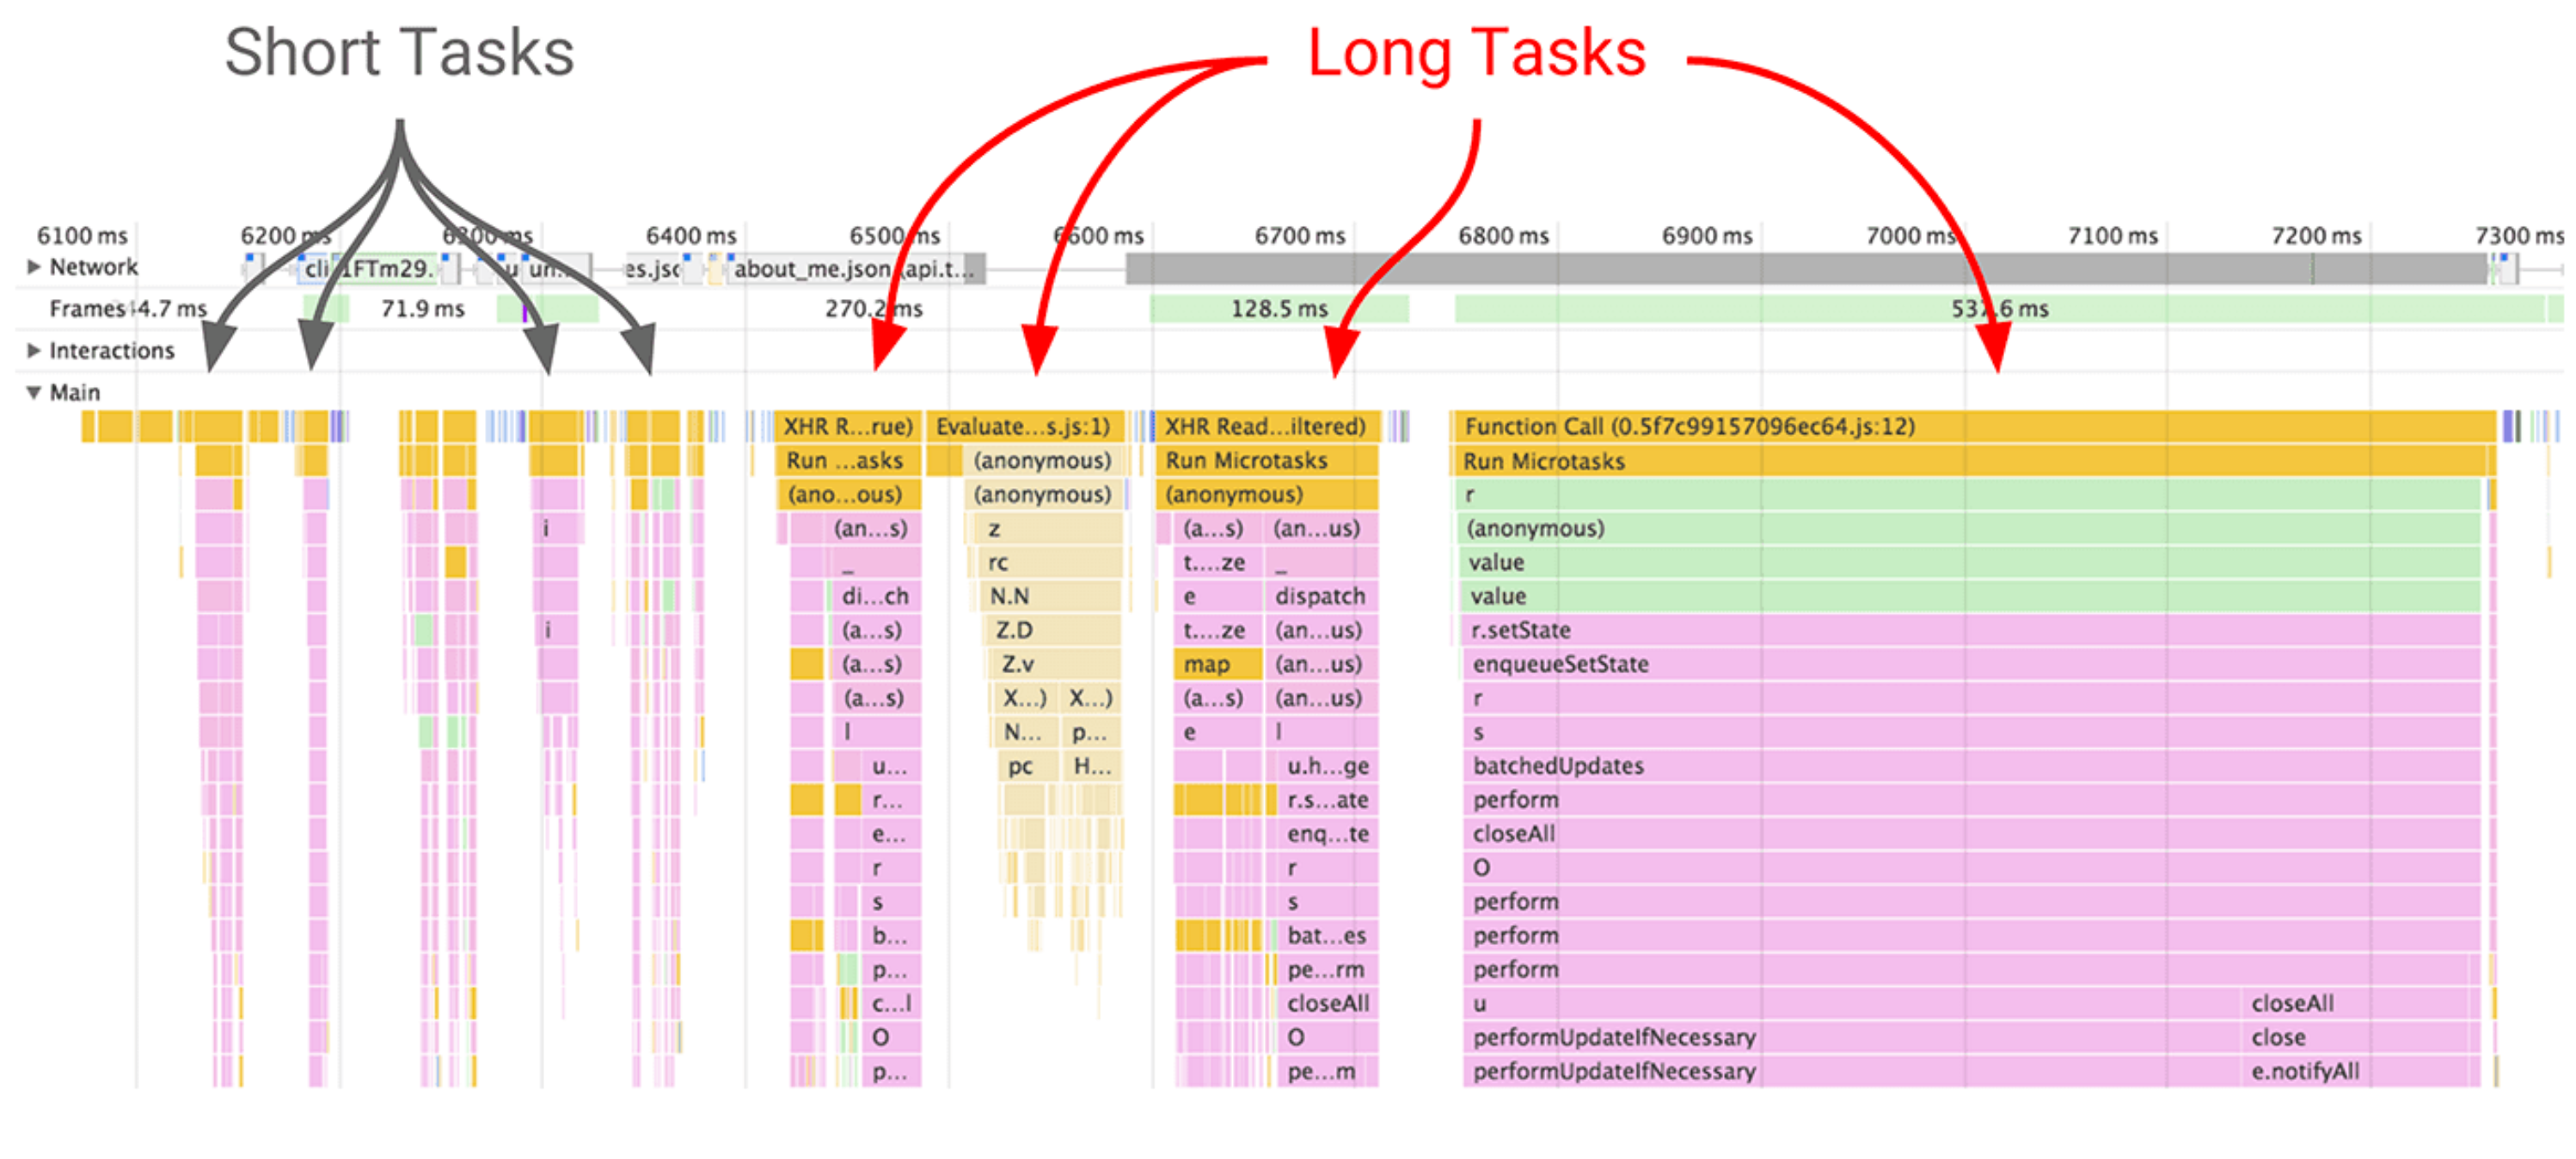 Short Tasks
Long Tasks
6100 ms 6200 ms 6300 ms 6400 ms 6500 ms 6600 ms 6700 ms 6800 ms 6900 ms 7000 ms 7100 ms 7200 ms 7300 ms
Network cli 1FTm29. u un... es.jsc about_me.json (api.t...
Frames 44.7 ms 71.9 ms 270.2 ms 128.5 ms 537.6 ms
Interactions
Main
XHR R...rue) Evaluate...s.js:1) XHR Read...iltered) Function Call (0.5f7c99157096ec64.js:12)
Run ...asks (anonymous) Run Microtasks Run Microtasks
(ano...ous) (anonymous) (anonymous) r
i (an...s) z (a...s) (an...us) (anonymous)
_ rc t....ze _ value
di...ch N.N e dispatch value
i (a...s) Z.D t....ze (an...us) r.setState
(a...s) Z.v map (an...us) enqueueSetState
(a...s) X...) X...) (a...s) (an...us) r
l N... p... e l s
u... pc H... u.h...ge batchedUpdates
r... r.s...ate perform
e... enq...te closeAll
r r O
s s perform
b... bat...es perform
p... pe...rm perform
c...l closeAll u closeAll
O O performUpdateIfNecessary close
p... pe...m performUpdateIfNecessary e.notifyAll